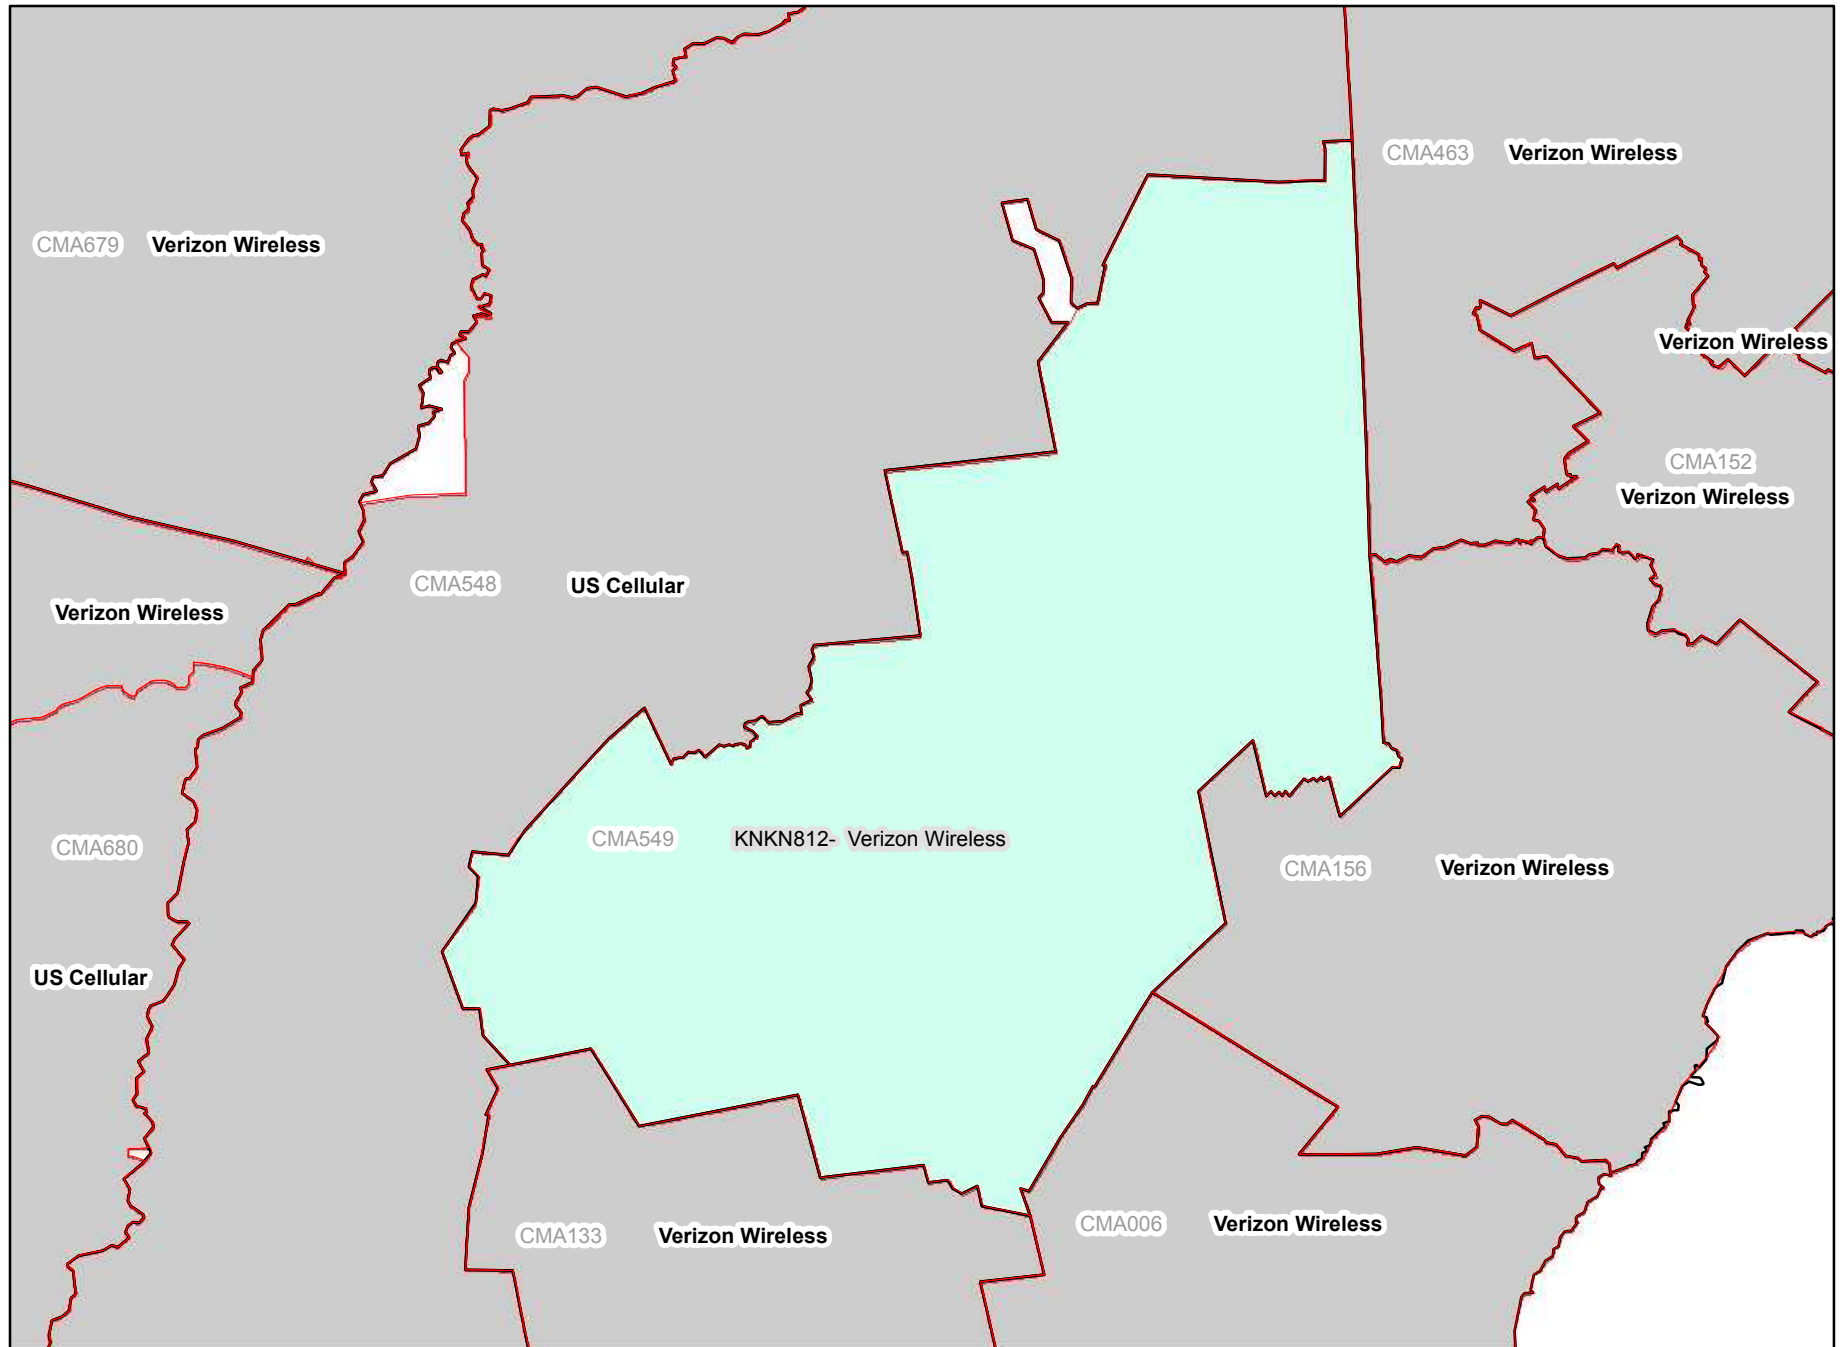 CMA463 Verizon Wireless
CMA679 Verizon Wireless
Verizon Wireless
CMA152
Verizon Wireless
CMA548 US Cellular
Verizon Wireless
CMA549 KNKN812- Verizon Wireless
CMA680
CMA156 Verizon Wireless
US Cellular
CMA006 Verizon Wireless
CMA133 Verizon Wireless